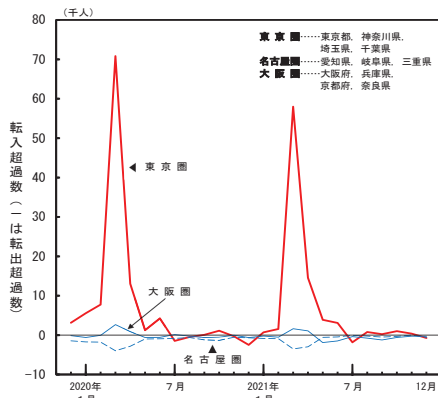 （千人）
80
70
60
50
40
30
20
10
0
−10
転入超過数（－は転出超過数）
東 京 圏……東京都，神奈川県，
埼玉県，千葉県
名古屋圏……愛知県，岐阜県，三重県
大 阪 圏……大阪府，兵庫県，
京都府，奈良県
東 京 圏
大 阪 圏
名 古 屋 圏
2020年 7月 2021年 7月 12月
1月 1月